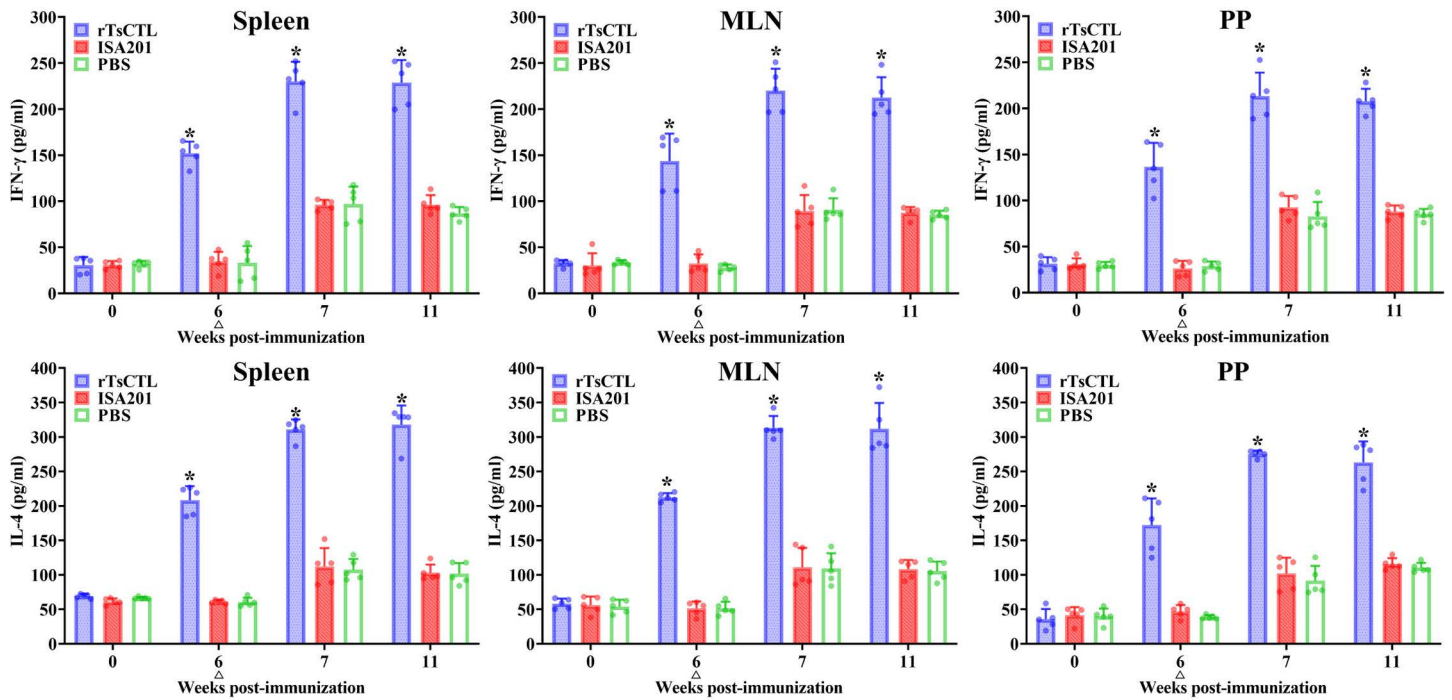 Spleen
rTsCTL
ISA201
PBS
IFN-γ (pg/ml)
300
250
200
150
100
50
0
* * *
0 6 7 11
△
Weeks post-immunization
MLN
rTsCTL
ISA201
PBS
IFN-γ (pg/ml)
300
250
200
150
100
50
0
* * *
0 6 7 11
△
Weeks post-immunization
PP
rTsCTL
ISA201
PBS
IFN-γ (pg/ml)
300
250
200
150
100
50
0
* * *
0 6 7 11
△
Weeks post-immunization
Spleen
rTsCTL
ISA201
PBS
IL-4 (pg/ml)
400
350
300
250
200
150
100
50
0
* * *
0 6 7 11
△
Weeks post-immunization
MLN
rTsCTL
ISA201
PBS
IL-4 (pg/ml)
400
350
300
250
200
150
100
50
0
* * *
0 6 7 11
△
Weeks post-immunization
PP
rTsCTL
ISA201
PBS
IL-4 (pg/ml)
400
350
300
250
200
150
100
50
0
* * *
0 6 7 11
△
Weeks post-immunization